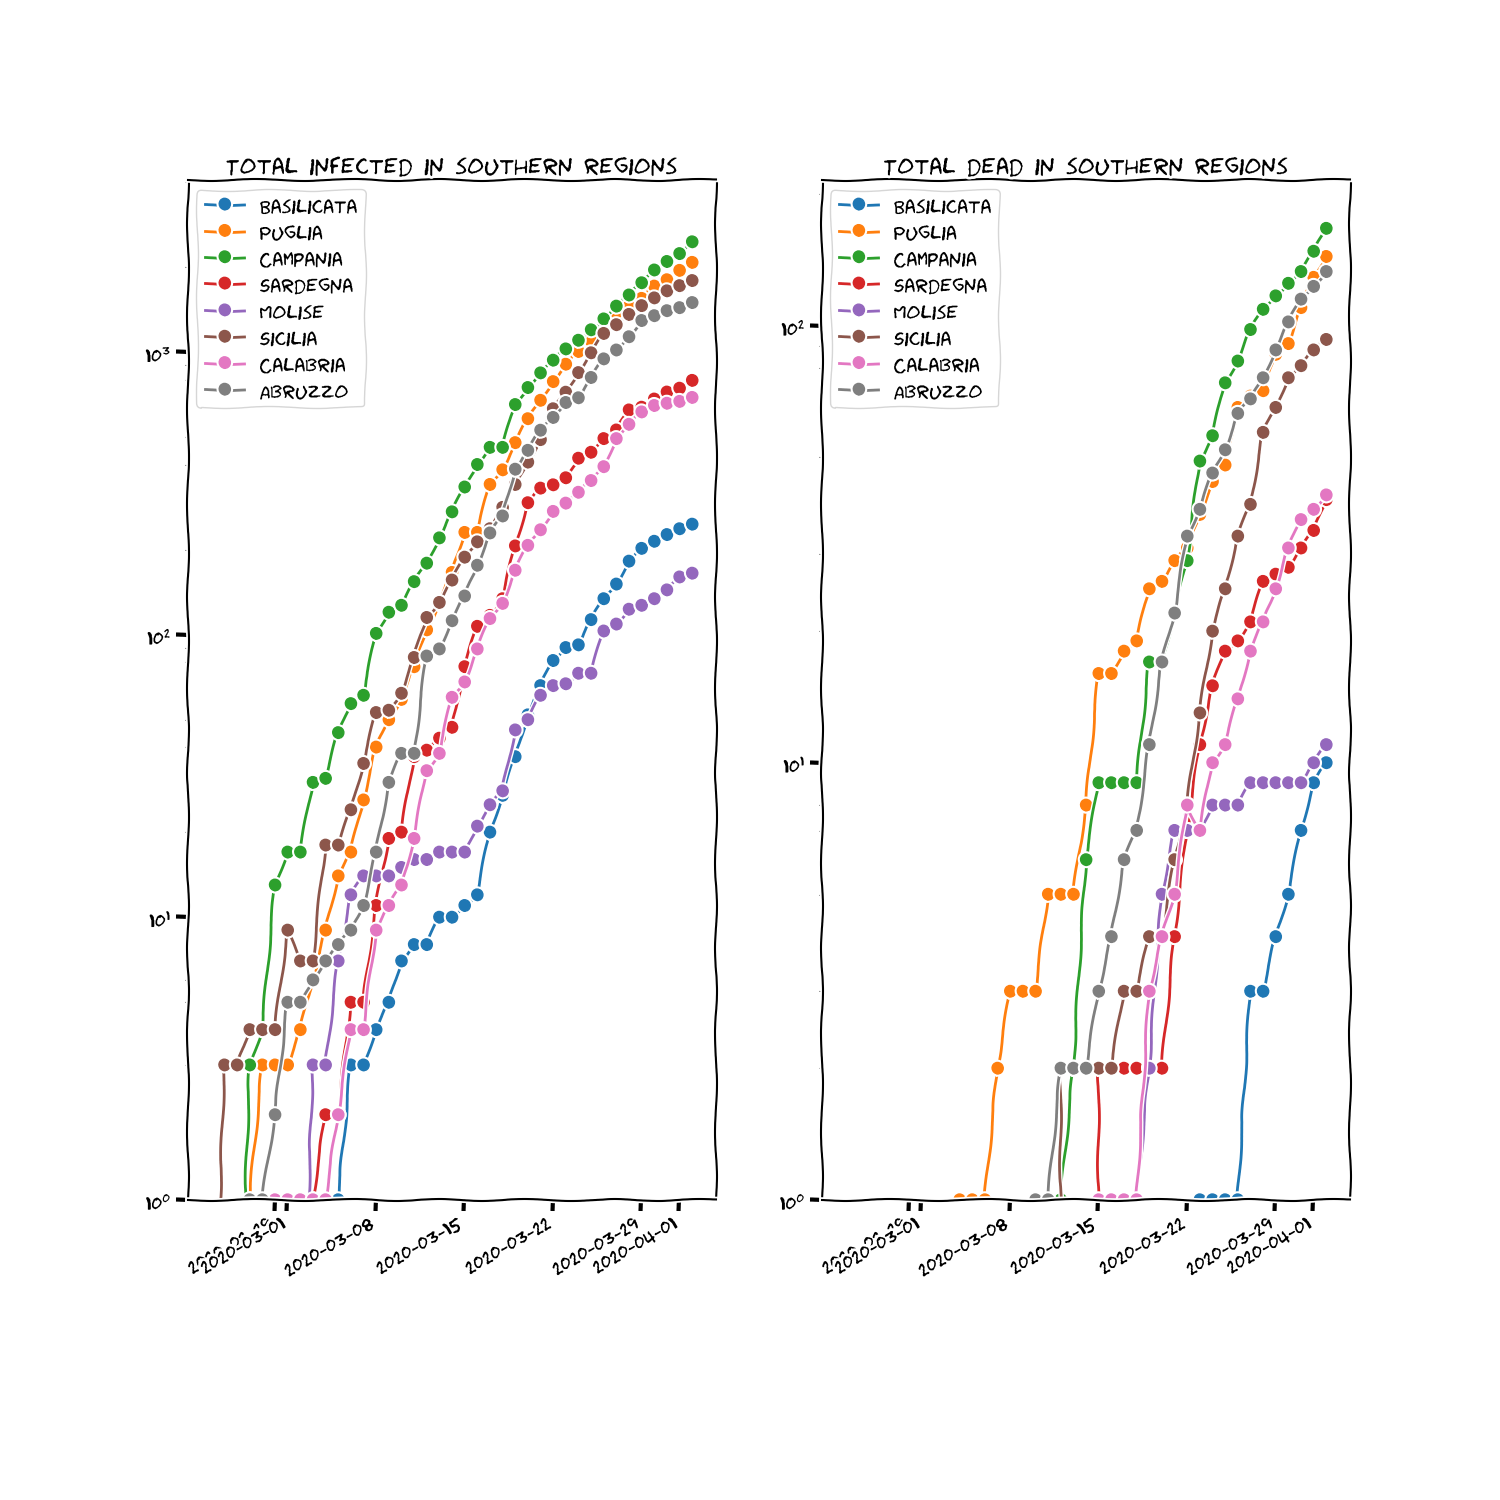 TOTAL INFECTED IN SOUTHERN REGIONS
BASILICATA
PUGLIA
CAMPANIA
SARDEGNA
MOLISE
SICILIA
CALABRIA
ABRUZZO
10³
10²
10¹
10⁰
2020-03-01
2020-03-08
2020-03-15
2020-03-22
2020-03-29
2020-04-01
TOTAL DEAD IN SOUTHERN REGIONS
BASILICATA
PUGLIA
CAMPANIA
SARDEGNA
MOLISE
SICILIA
CALABRIA
ABRUZZO
10²
10¹
10⁰
2020-03-01
2020-03-08
2020-03-15
2020-03-22
2020-03-29
2020-04-01